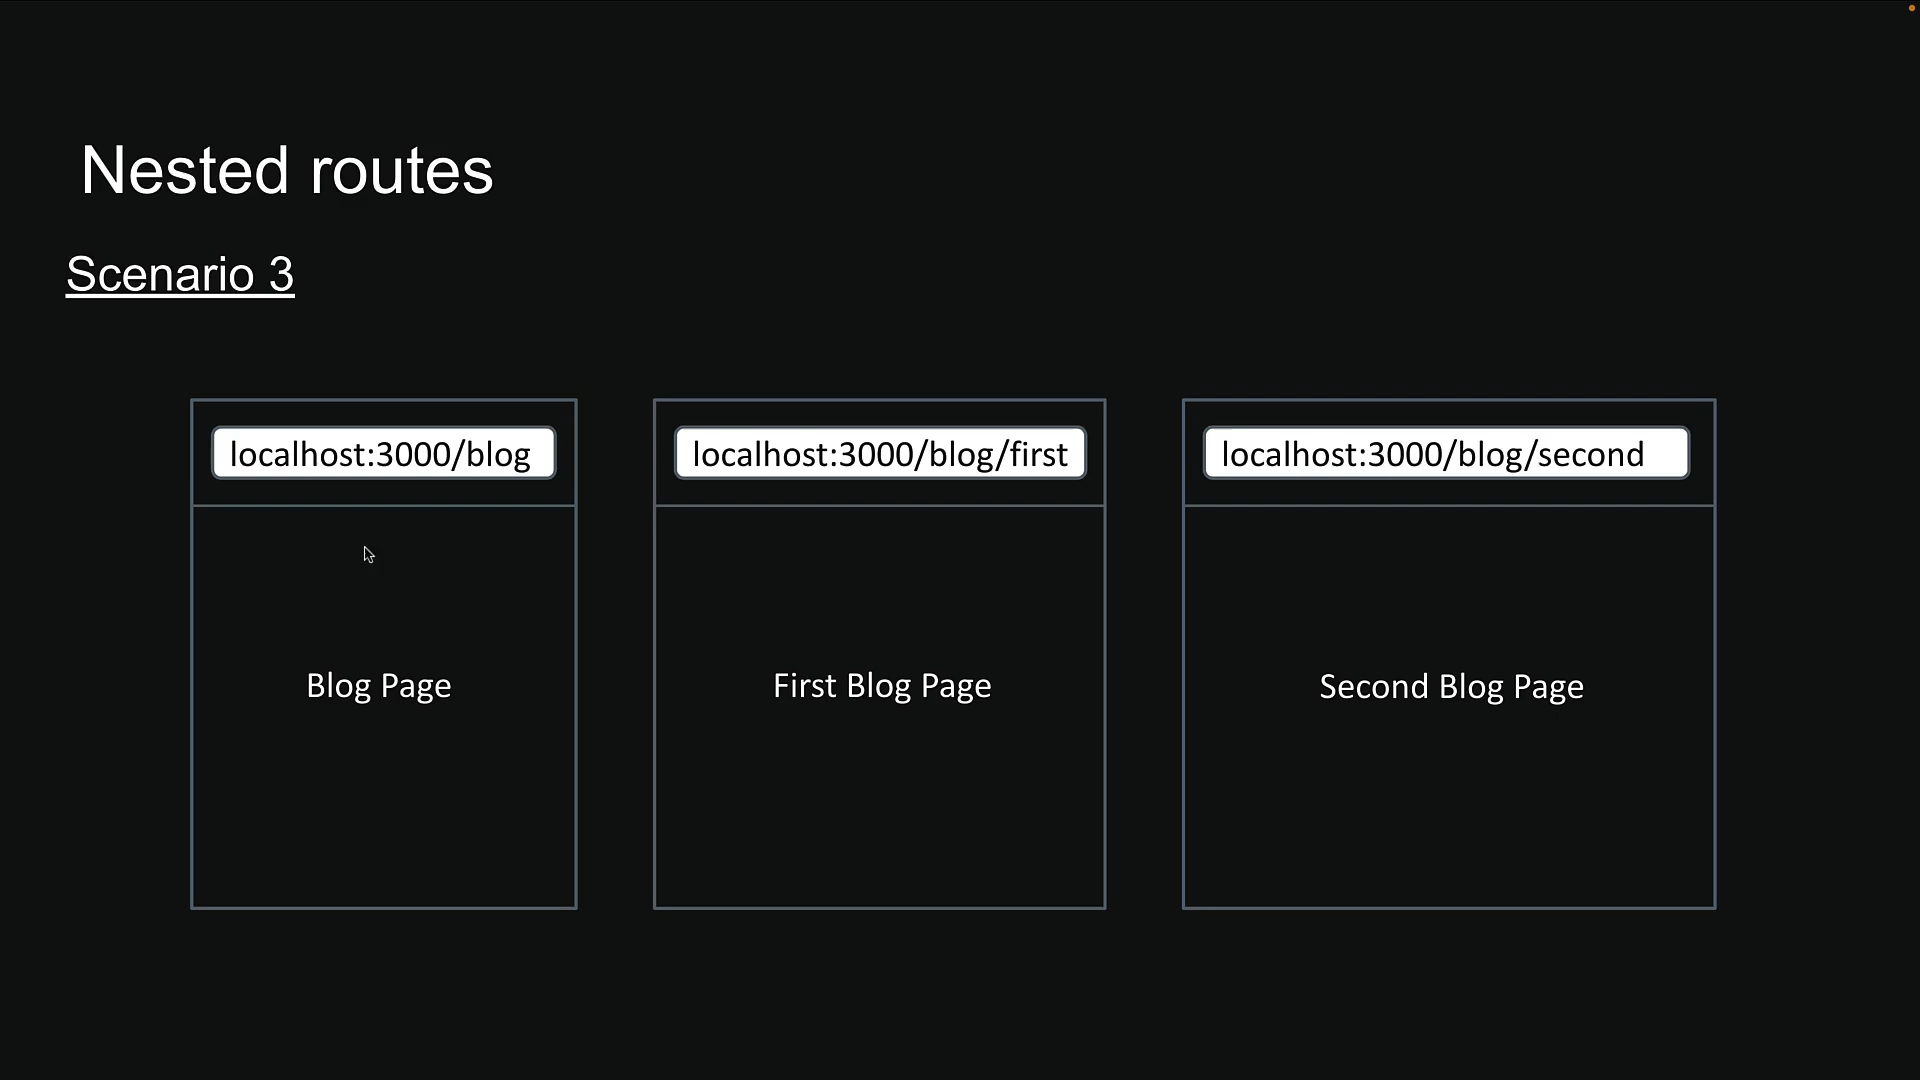 Nested routes
Scenario 3
localhost:3000/blog
localhost:3000/blog/first
localhost:3000/blog/second
Blog Page
First Blog Page
Second Blog Page